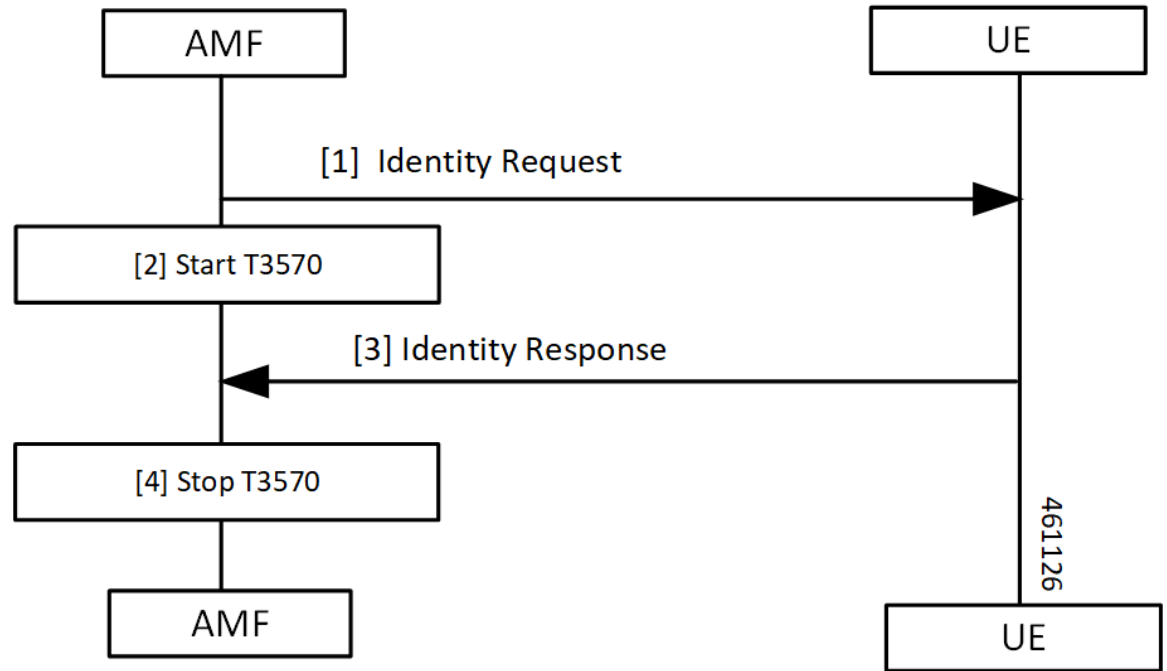 AMF
UE
[1] Identity Request
[2] Start T3570
[3] Identity Response
[4] Stop T3570
461126
AMF
UE